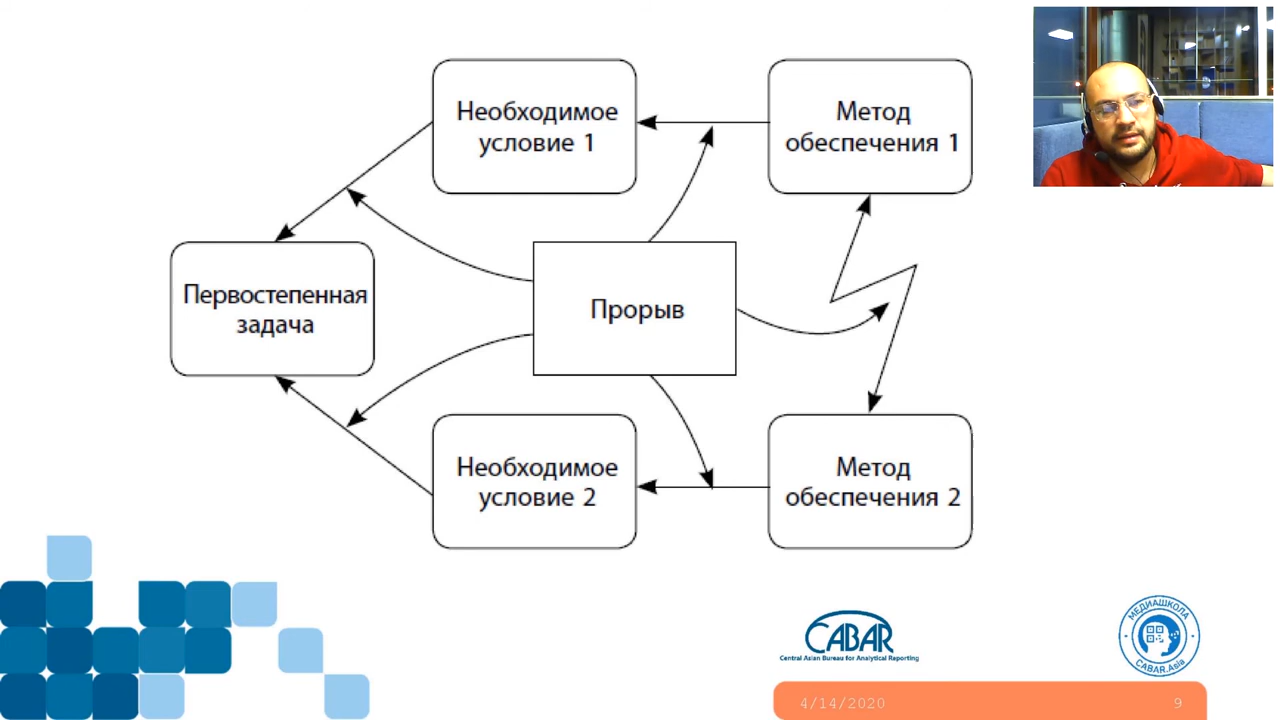 Необходимое
условие 1
Метод
обеспечения 1
Первостепенная
задача
Прорыв
Необходимое
условие 2
Метод
обеспечения 2
CABAR
Central Asian Bureau for Analytical Reporting
МЕДИАШКОЛА
CABAR.Asia
4/14/2020
9